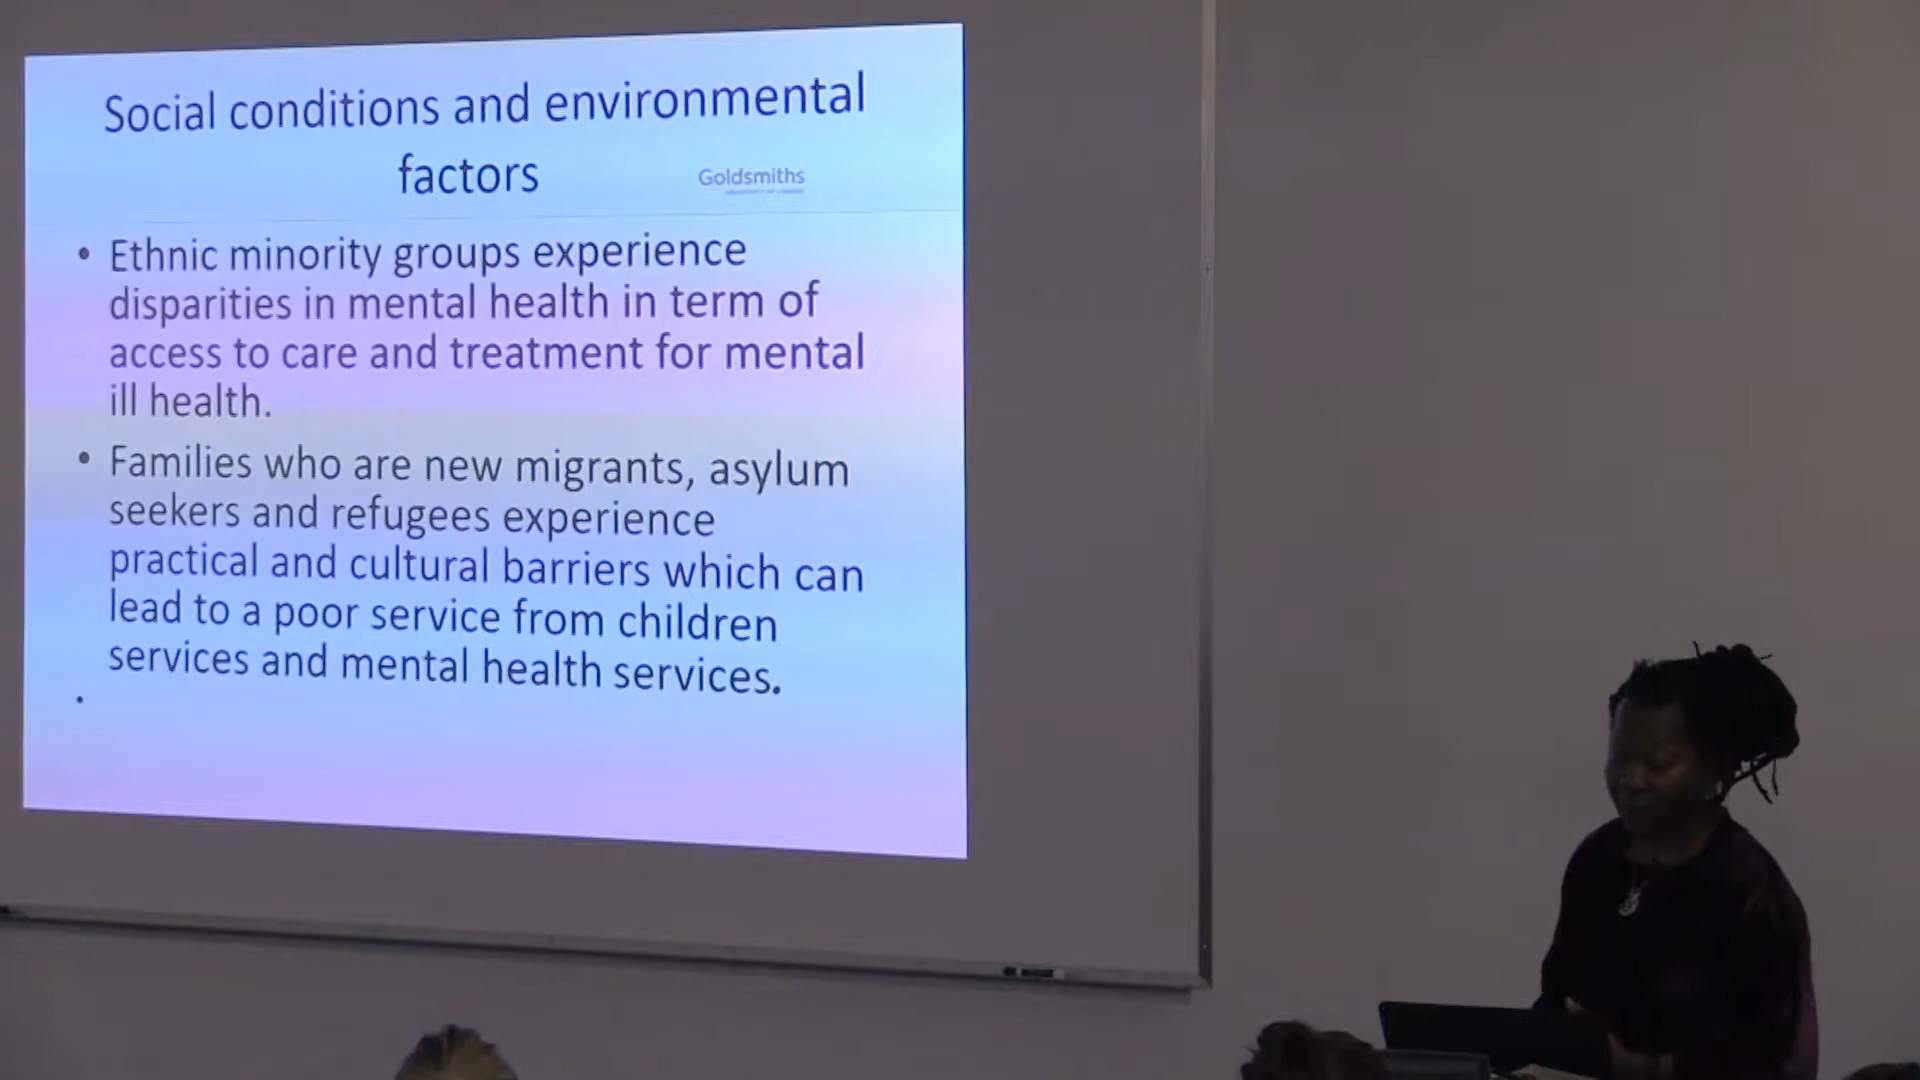 Social conditions and environmental
factors
Goldsmiths
• Ethnic minority groups experience
disparities in mental health in term of
access to care and treatment for mental
ill health.
• Families who are new migrants, asylum
seekers and refugees experience
practical and cultural barriers which can
lead to a poor service from children
services and mental health services.
•